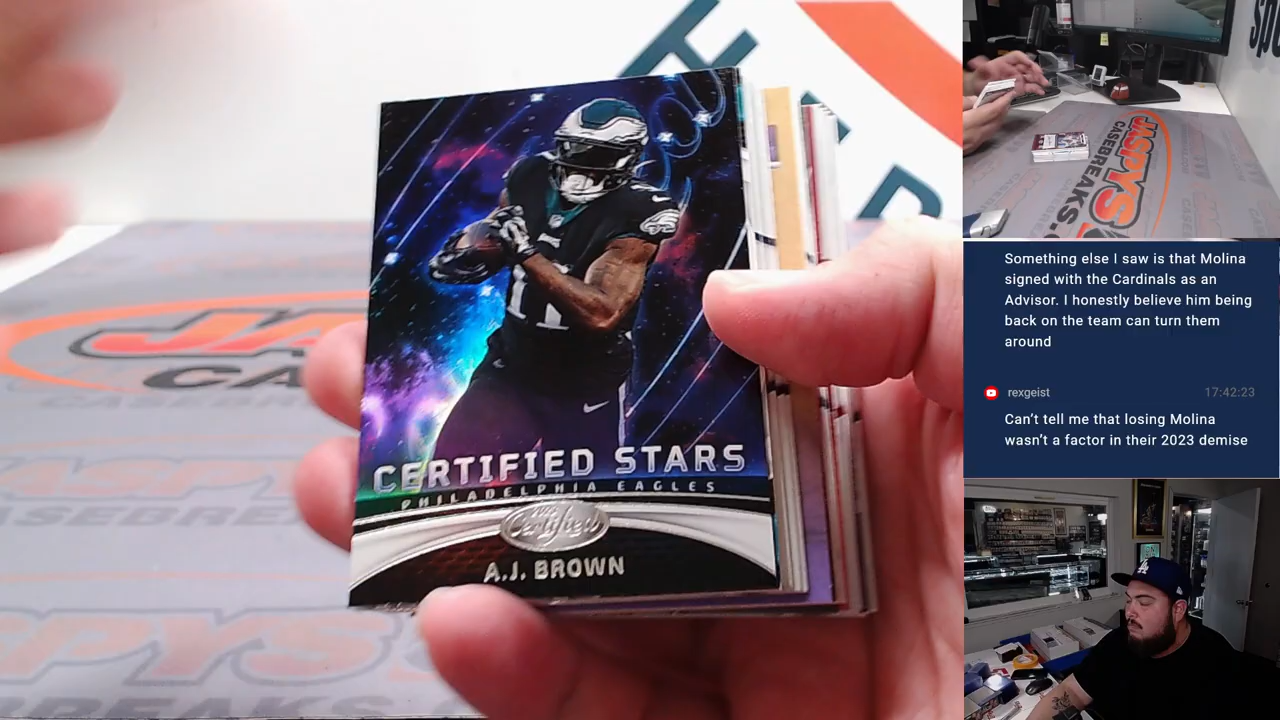 11
CERTIFIED STARS
PHILADELPHIA EAGLES
Certified
A.J. BROWN
JASPYS
CASEBREAKS.
Something else I saw is that Molina
signed with the Cardinals as an
Advisor. I honestly believe him being
back on the team can turn them
around
rexgeist 17:42:23
Can't tell me that losing Molina
wasn't a factor in their 2023 demise
LA